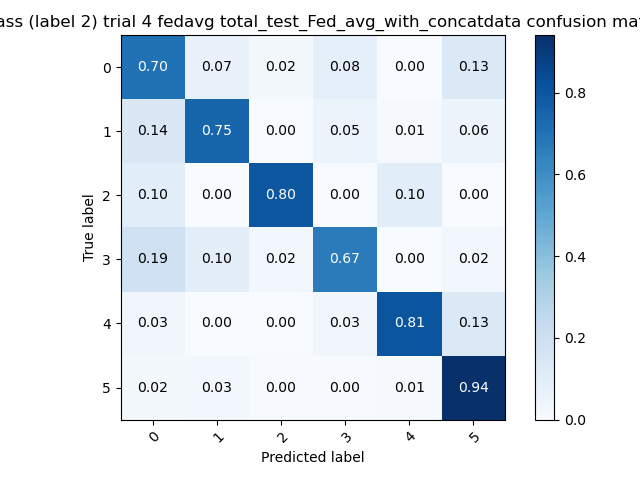 ass (label 2) trial 4 fedavg total_test_Fed_avg_with_concatdata confusion ma
0 0.70 0.07 0.02 0.08 0.00 0.13
1 0.14 0.75 0.00 0.05 0.01 0.06
2 0.10 0.00 0.80 0.00 0.10 0.00
3 0.19 0.10 0.02 0.67 0.00 0.02
4 0.03 0.00 0.00 0.03 0.81 0.13
5 0.02 0.03 0.00 0.00 0.01 0.94
0 1 2 3 4 5
True label
Predicted label
0.8
0.6
0.4
0.2
0.0